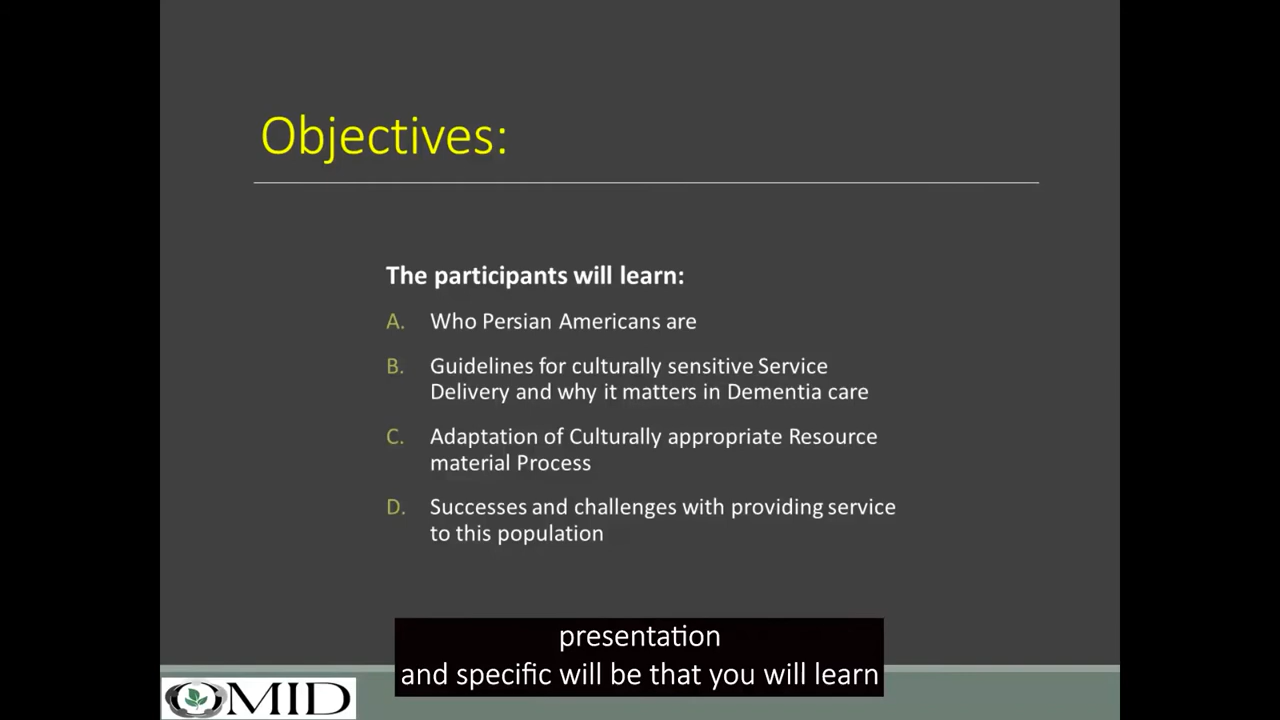 Objectives:
The participants will learn:
A. Who Persian Americans are
B. Guidelines for culturally sensitive Service
Delivery and why it matters in Dementia care
C. Adaptation of Culturally appropriate Resource
material Process
D. Successes and challenges with providing service
to this population
presentation
and specific will be that you will learn
OMID